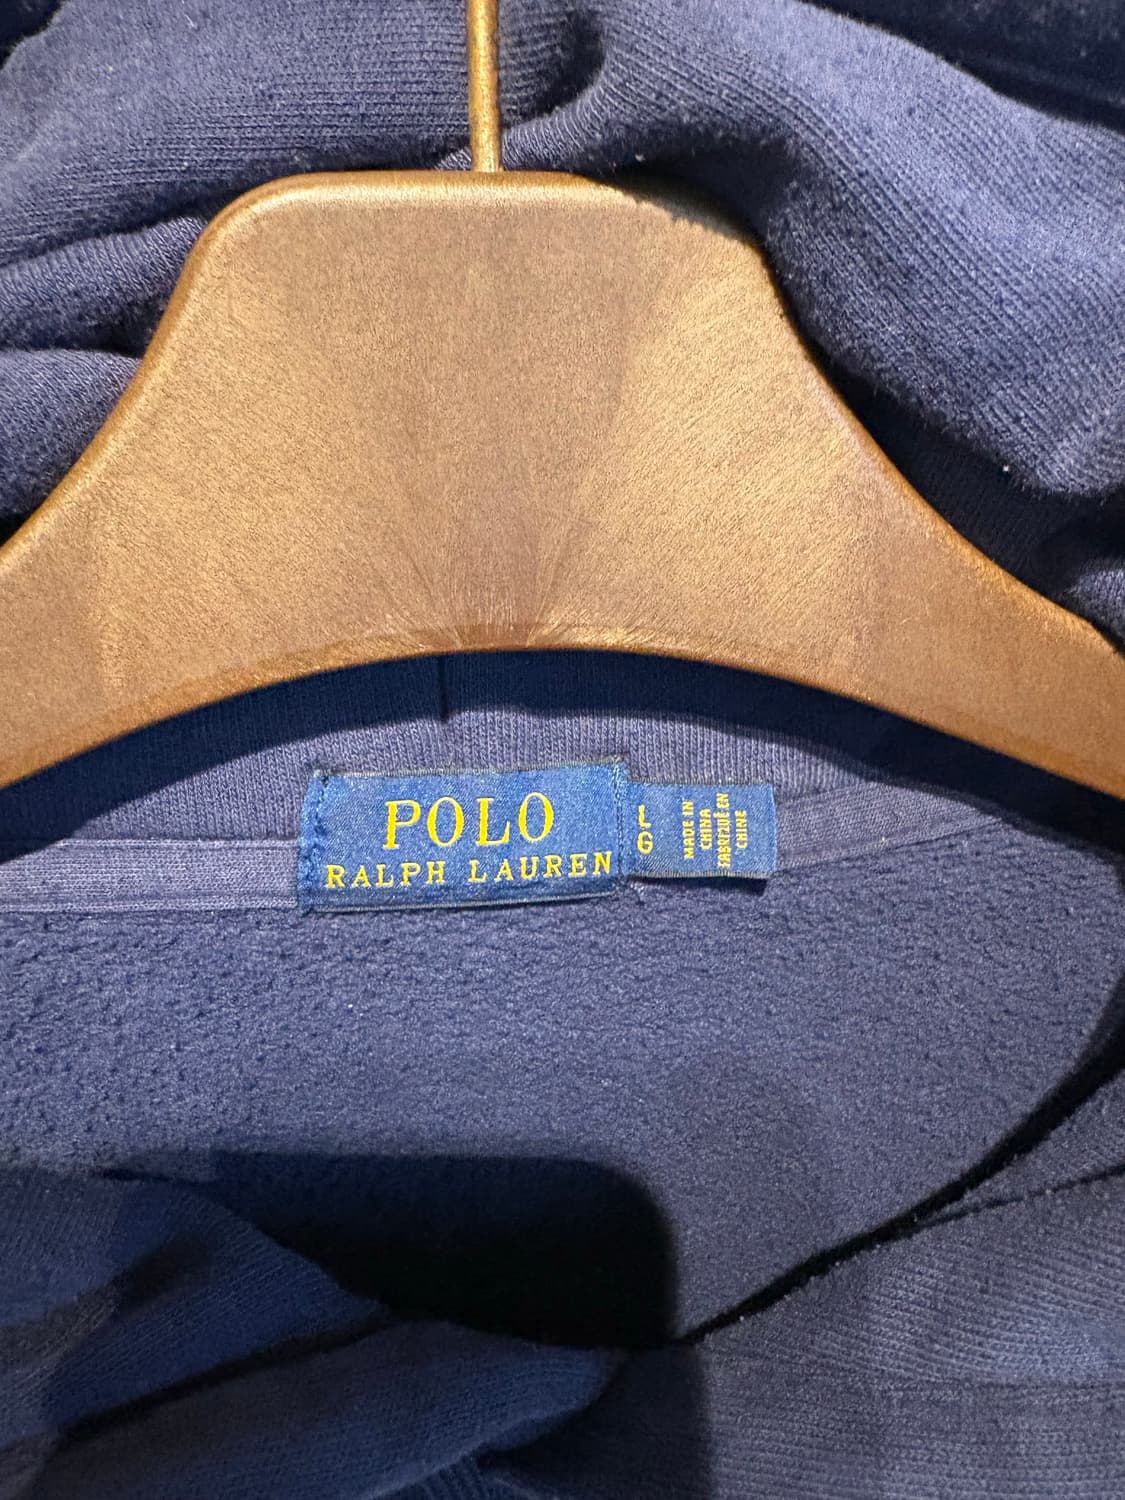 POLO
RALPH LAUREN
L
G
MADE IN
CHINA
FABRIQUÉ EN
CHINE